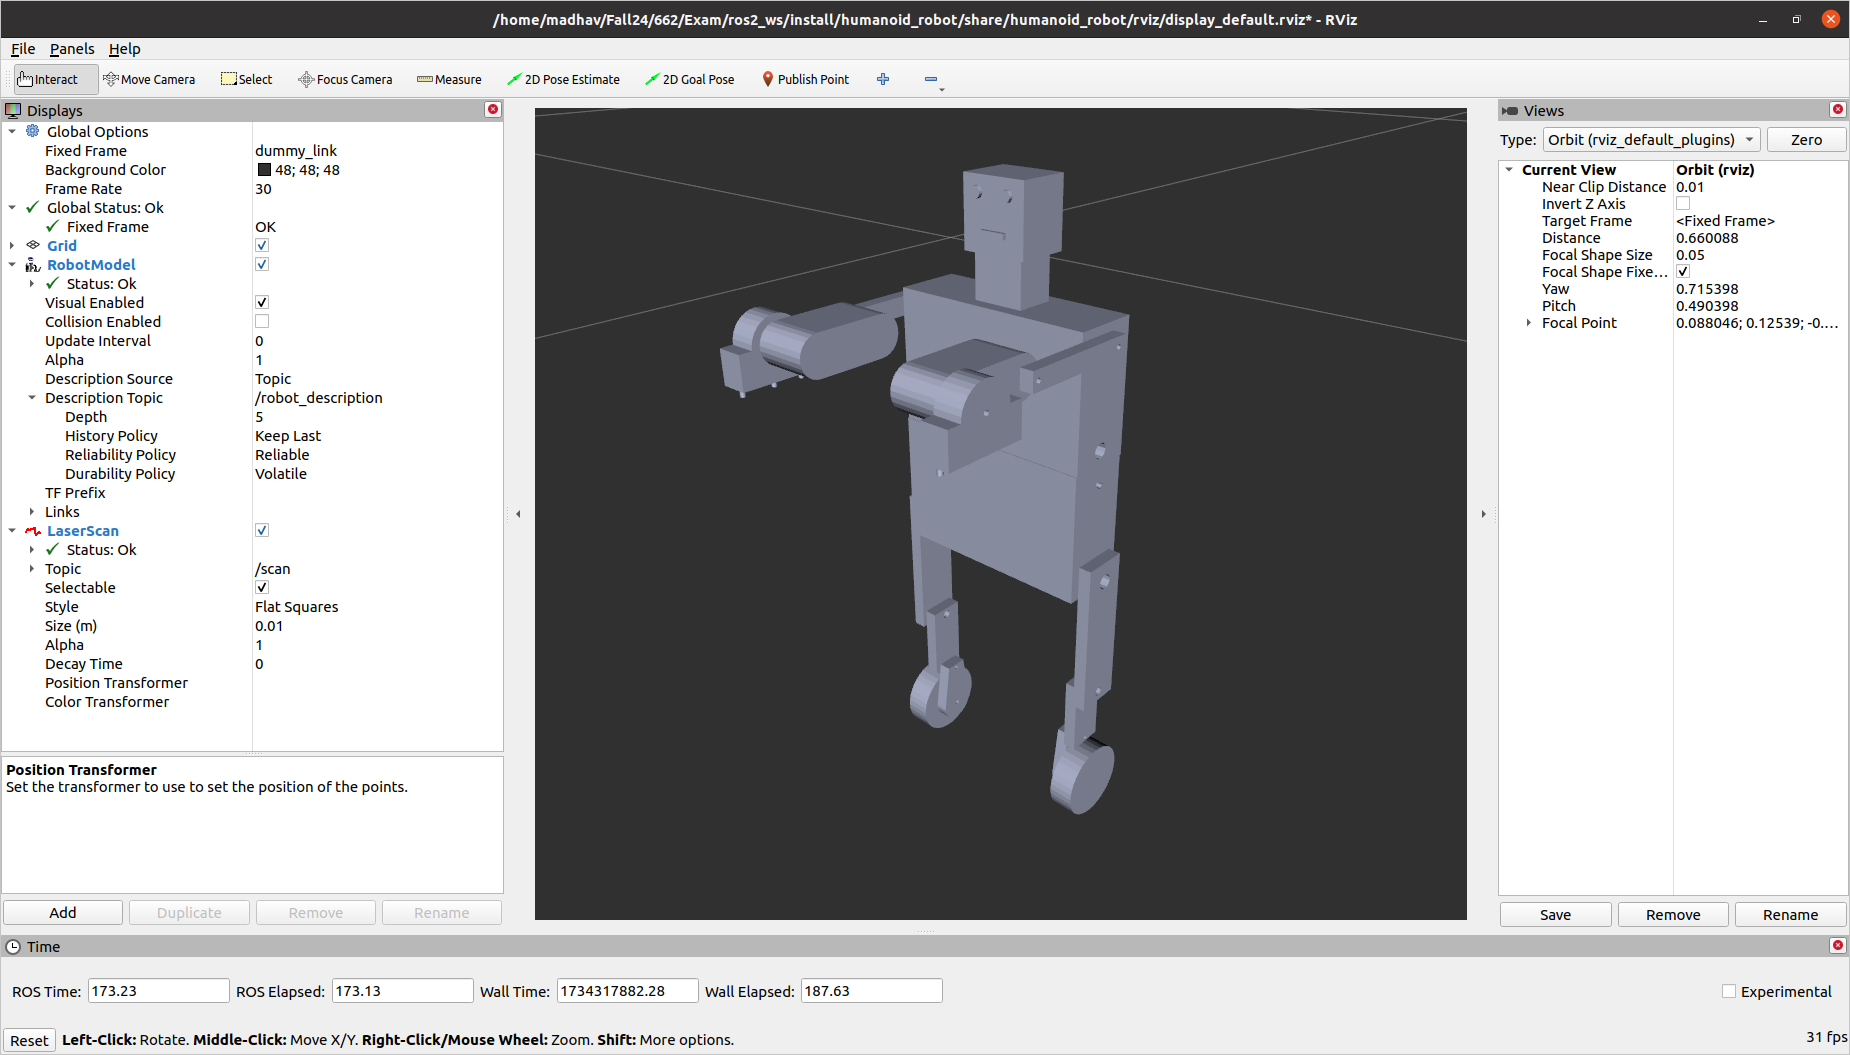 /home/madhav/Fall24/662/Exam/ros2_ws/install/humanoid_robot/share/humanoid_robot/rviz/display_default.rviz* - RViz
File Panels Help
Interact Move Camera Select Focus Camera Measure 2D Pose Estimate 2D Goal Pose Publish Point
Displays
Global Options
Fixed Frame dummy_link
Background Color 48; 48; 48
Frame Rate 30
Global Status: Ok
Fixed Frame OK
Grid
RobotModel
Status: Ok
Visual Enabled
Collision Enabled
Update Interval 0
Alpha 1
Description Source Topic
Description Topic /robot_description
Depth 5
History Policy Keep Last
Reliability Policy Reliable
Durability Policy Volatile
TF Prefix
Links
LaserScan
Status: Ok
Topic /scan
Selectable
Style Flat Squares
Size (m) 0.01
Alpha 1
Decay Time 0
Position Transformer
Color Transformer
Position Transformer
Set the transformer to use to set the position of the points.
Add Duplicate Remove Rename
Views
Type: Orbit (rviz_default_plugins) Zero
Current View Orbit (rviz)
Near Clip Distance 0.01
Invert Z Axis
Target Frame <Fixed Frame>
Distance 0.660088
Focal Shape Size 0.05
Focal Shape Fixe...
Yaw 0.715398
Pitch 0.490398
Focal Point 0.088046; 0.12539; -0....
Save Remove Rename
Time
ROS Time: 173.23 ROS Elapsed: 173.13 Wall Time: 1734317882.28 Wall Elapsed: 187.63 Experimental
Reset Left-Click: Rotate. Middle-Click: Move X/Y. Right-Click/Mouse Wheel: Zoom. Shift: More options. 31 fps